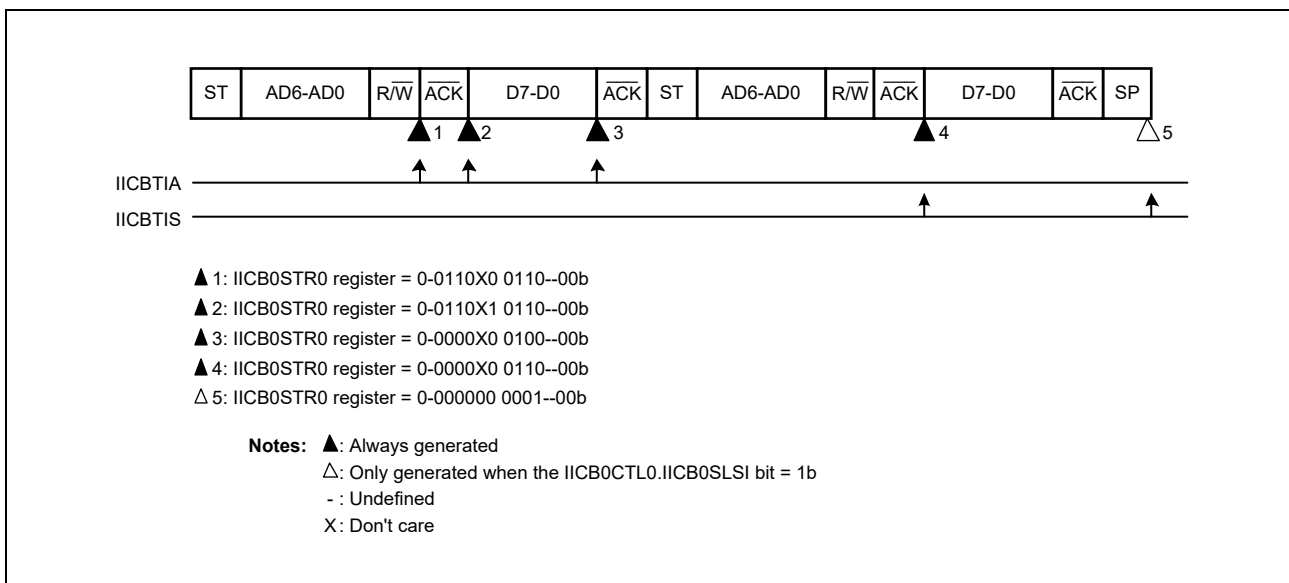 ST AD6-AD0 R/W ACK D7-D0 ACK ST AD6-AD0 R/W ACK D7-D0 ACK SP
▲1 ▲2 ▲3 ▲4 △5
IICBTIA
IICBTIS
▲ 1: IICB0STR0 register = 0-0110X0 0110--00b
▲ 2: IICB0STR0 register = 0-0110X1 0110--00b
▲ 3: IICB0STR0 register = 0-0000X0 0100--00b
▲ 4: IICB0STR0 register = 0-0000X0 0110--00b
△ 5: IICB0STR0 register = 0-000000 0001--00b
Notes: ▲: Always generated
△: Only generated when the IICB0CTL0.IICB0SLSI bit = 1b
- : Undefined
X: Don't care